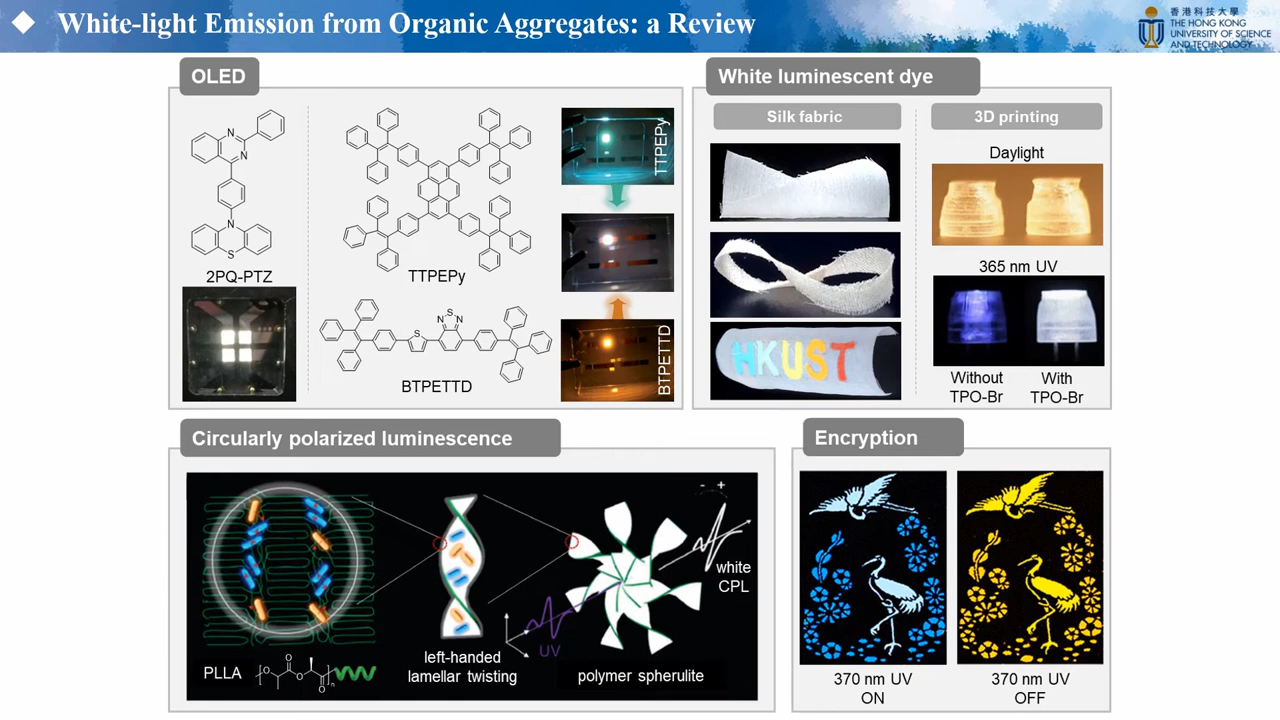 White-light Emission from Organic Aggregates: a Review
香港科技大學
THE HONG KONG
UNIVERSITY OF SCIENCE
AND TECHNOLOGY
OLED
N
N
N
S
2PQ-PTZ
TTPEPy
N
S
N
S
BTPETTD
TTPEPy
BTPETTD
White luminescent dye
Silk fabric
HKUST
3D printing
Daylight
365 nm UV
Without
TPO-Br
With
TPO-Br
Circularly polarized luminescence
PLLA
O
O
O
O
n
left-handed
lamellar twisting
UV
polymer spherulite
- +
white
CPL
Encryption
370 nm UV
ON
370 nm UV
OFF